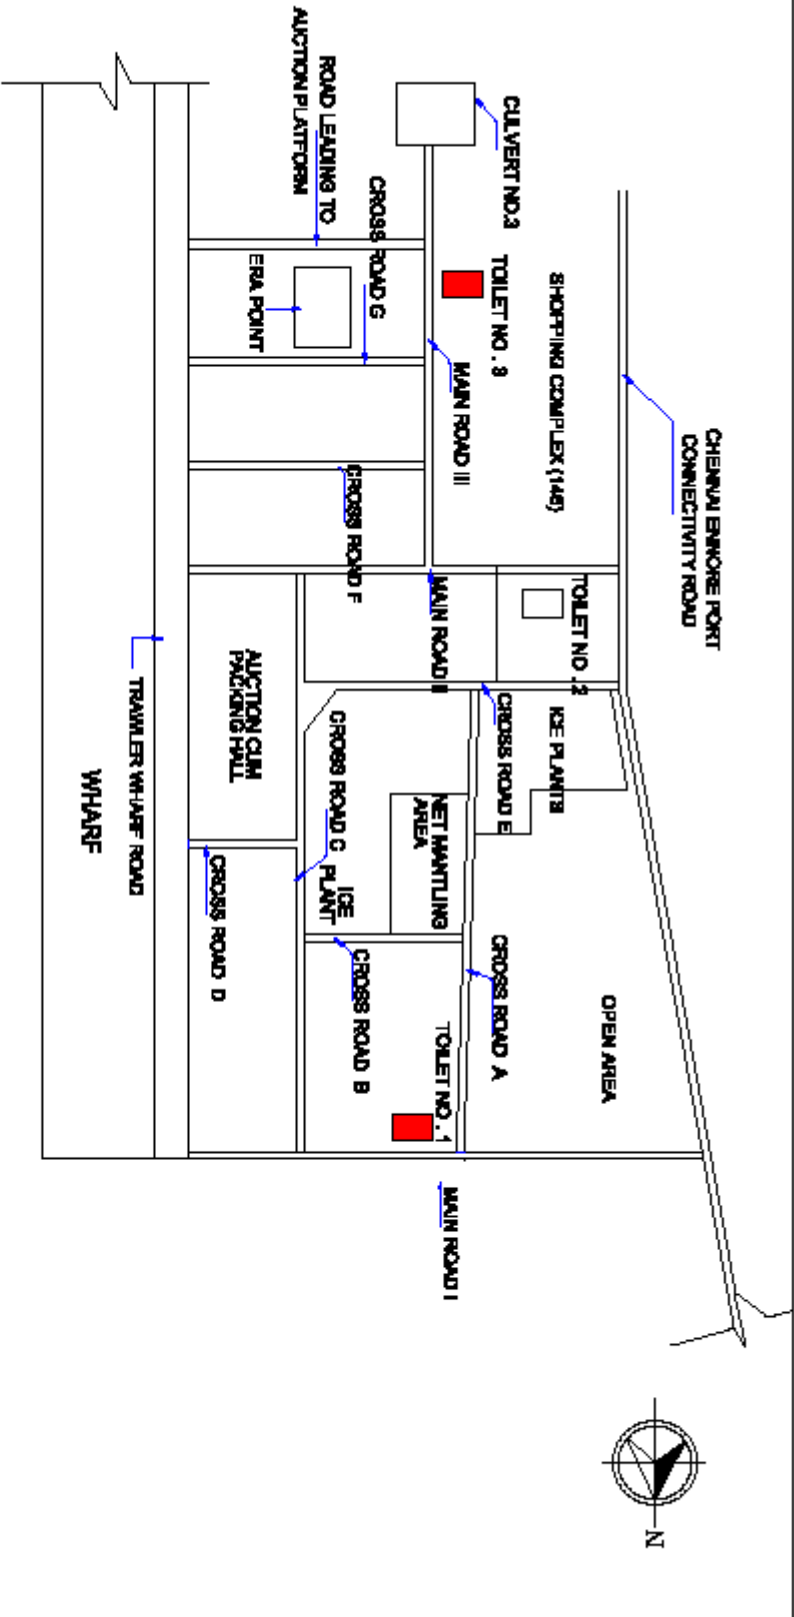 CHENNAI ENNORE PORT
CONNECTIVITY ROAD
CULVERT NO.3
TOILET NO . 3
SHOPPING COMPLEX (146)
ROAD LEADING TO
AUCTION PLATFORM
CROSS ROAD G
ERA POINT
MAIN ROAD III
CROSS ROAD F
MAIN ROAD II
TOILET NO . 2
ICE PLANTS
CROSS ROAD E
AUCTION CUM
PACKING HALL
CROSS ROAD C
NET MANTLING
AREA
ICE
PLANT
TRAWLER WHARF ROAD
WHARF
CROSS ROAD D
CROSS ROAD B
CROSS ROAD A
OPEN AREA
TOILET NO . 1
MAIN ROAD I
N